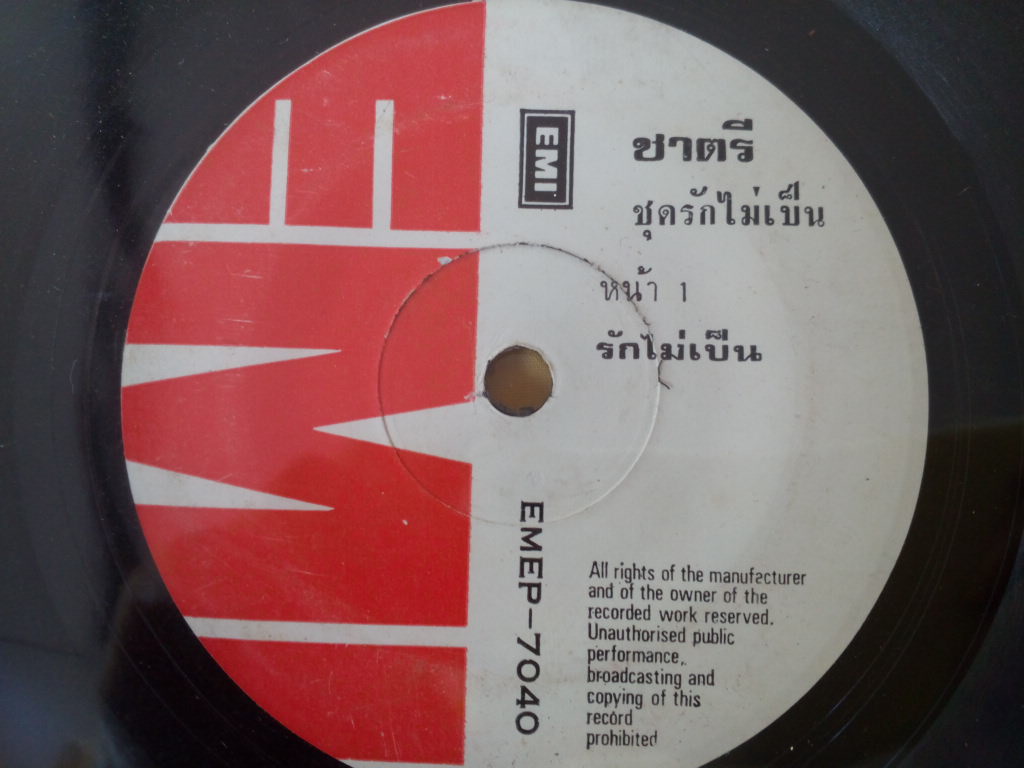 EMI
EMI
ชาตรี
ชุดรักไม่เป็น
หน้า 1
รักไม่เป็น
EMEP-7040
All rights of the manufacturer
and of the owner of the
recorded work reserved.
Unauthorised public
performance,
broadcasting and
copying of this
record
prohibited